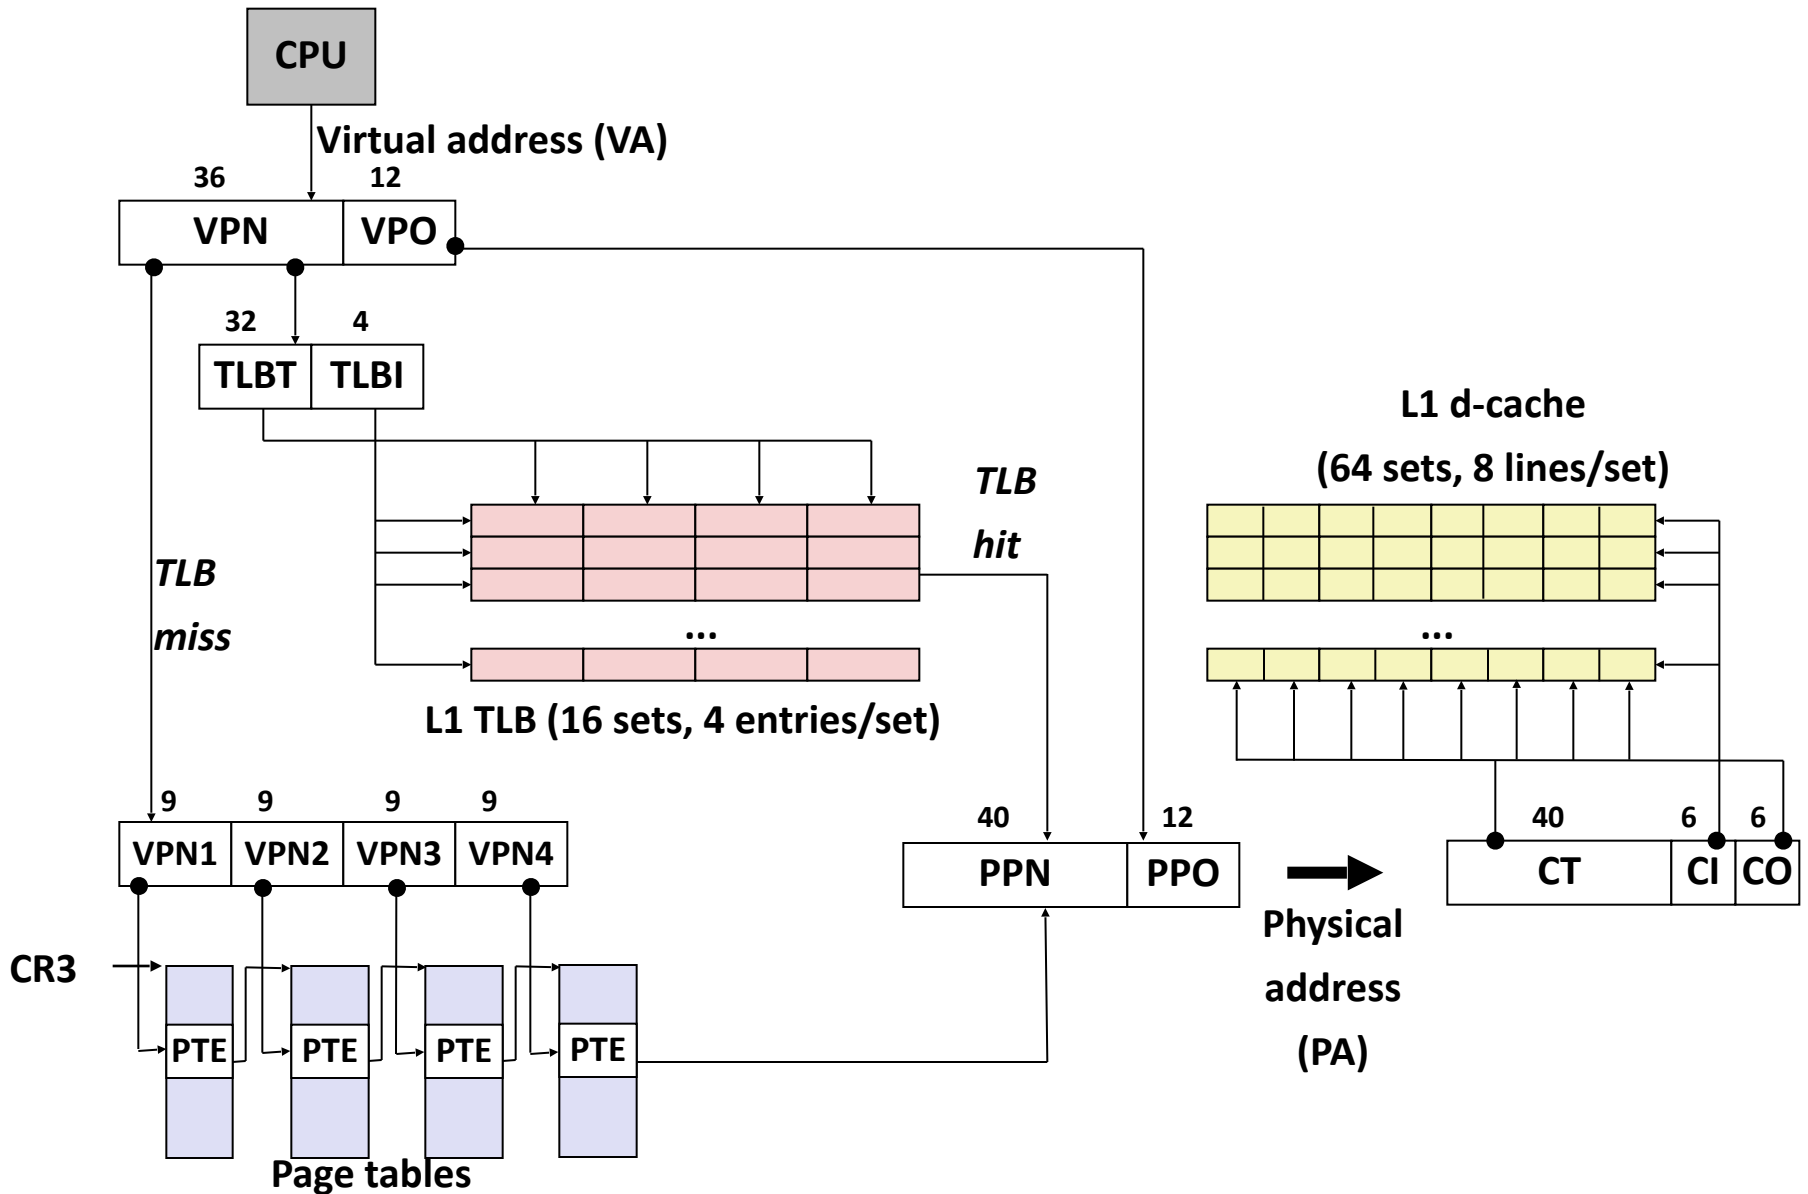 CPU
Virtual address (VA)
36 12
VPN VPO
32 4
TLBT TLBI
L1 d-cache
(64 sets, 8 lines/set)
TLB
hit
TLB
miss
...
...
L1 TLB (16 sets, 4 entries/set)
9 9 9 9
VPN1 VPN2 VPN3 VPN4
40 12
PPN PPO
40 6 6
CT CI CO
Physical
address
(PA)
CR3
PTE PTE PTE PTE
Page tables